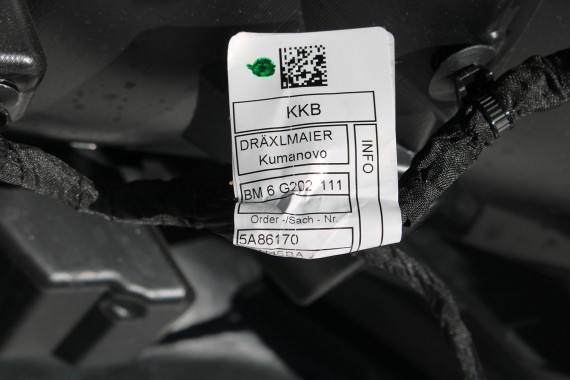 KKB
DRÄXLMAIER
Kumanovo
INFO
BM 6 G202 111
Order -/Sach - Nr.
5A86170